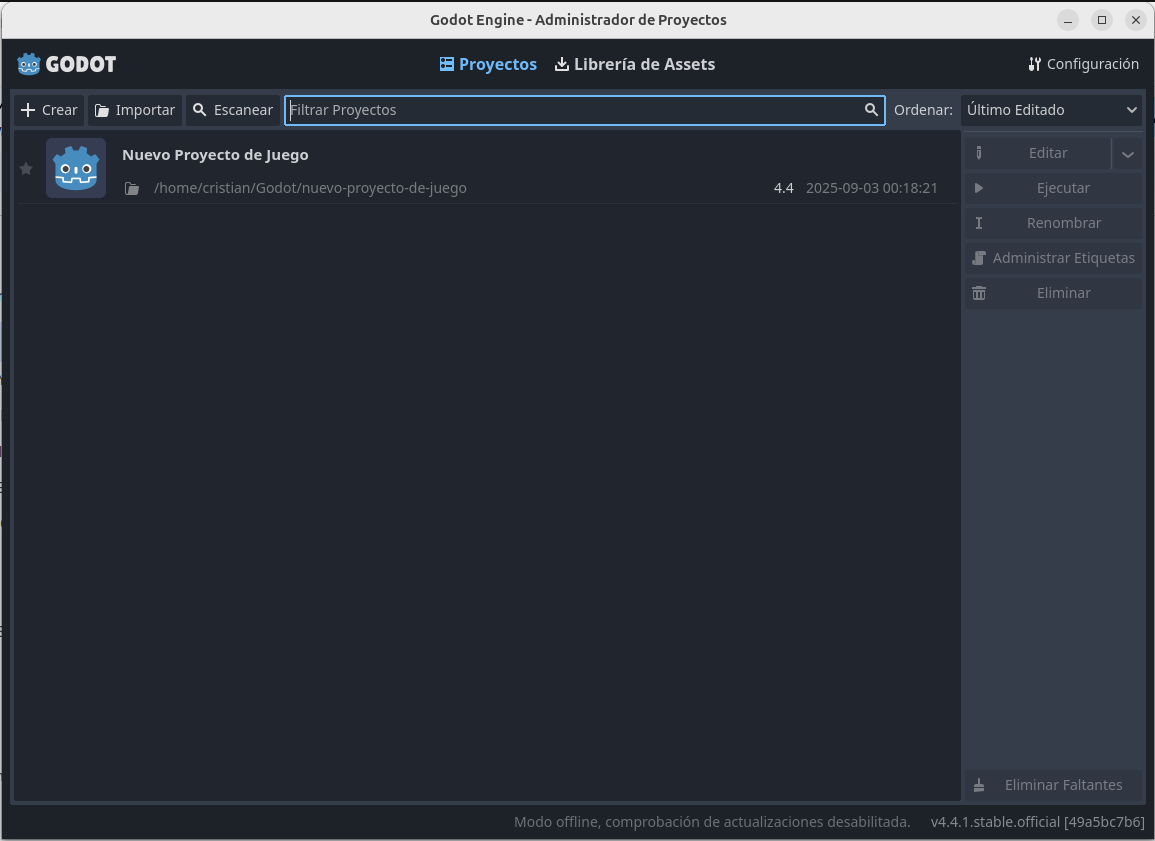 Godot Engine - Administrador de Proyectos
GODOT
Proyectos
Librería de Assets
Configuración
Crear
Importar
Escanear
Filtrar Proyectos
Ordenar:
Último Editado
Nuevo Proyecto de Juego
/home/cristian/Godot/nuevo-proyecto-de-juego
4.4
2025-09-03 00:18:21
Editar
Ejecutar
Renombrar
Administrar Etiquetas
Eliminar
Eliminar Faltantes
Modo offline, comprobación de actualizaciones desabilitada.
v4.4.1.stable.official [49a5bc7b6]